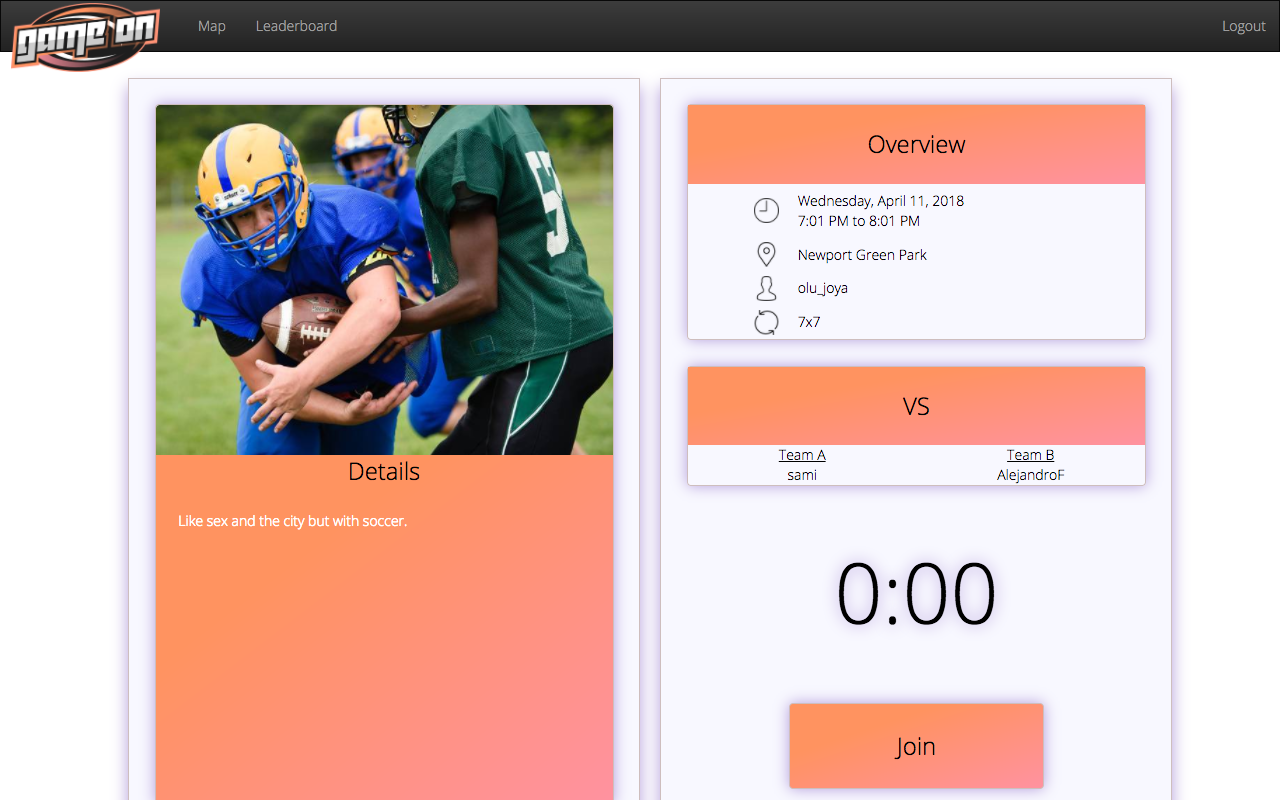 game on
Map
Leaderboard
Logout
Details
Like sex and the city but with soccer.
Overview
Wednesday, April 11, 2018
7:01 PM to 8:01 PM
Newport Green Park
olu_joya
7x7
VS
Team A
Team B
sami
AlejandroF
0:00
Join